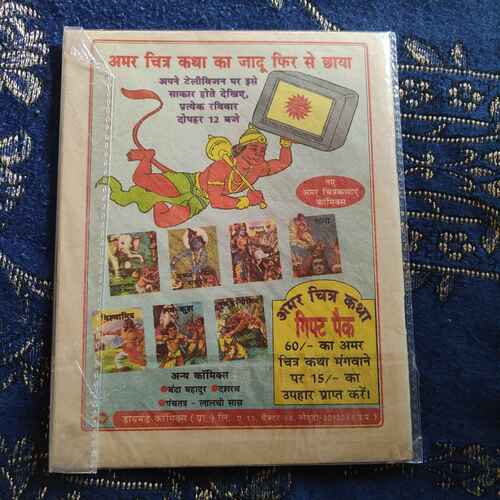 अमर चित्र कथा का जादू फिर से छाया
अपने टेलीविजन पर इसे
साकार होते देखिए,
प्रत्येक रविवार
दोपहर 12 बजे
नए
अमर चित्रकथाएं
कॉमिक्स
विश्वामित्र
अमर चित्र कथा
गिफ्ट पैक
60/- का अमर
चित्र कथा मंगवाने
पर 15/- का
उपहार प्राप्त करें।
अन्य कॉमिक्स
बंदा बहादुर
दशरथ
पंचतंत्र - लालची सास
डायमंड कॉमिक्स (प्रा.) लि.